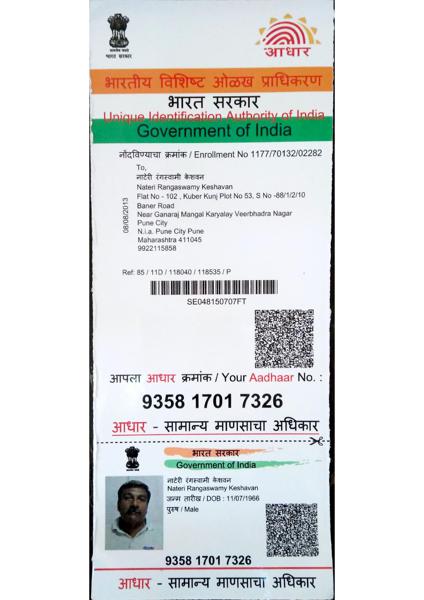 भारत सरकार
आधार
भारतीय विशिष्ट ओळख प्राधिकरण
भारत सरकार
Unique Identification Authority of India
Government of India
नोंदविण्याचा क्रमांक / Enrollment No 1177/70132/02282
To,
नाटेरी रंगस्वामी केशवन
Nateri Rangaswamy Keshavan
Flat No - 102 , Kuber Kunj Plot No 53, S No -88/1/2/10
Baner Road
Near Ganaraj Mangal Karyalay Veerbhadra Nagar
Pune City
N.i.a. Pune City Pune
Maharashtra 411045
9922115858
08/08/2013
Ref: 85 / 11D / 118040 / 118535 / P
SE048150707FT
आपला आधार क्रमांक / Your Aadhaar No. :
9358 1701 7326
आधार - सामान्य माणसाचा अधिकार
भारत सरकार
Government of India
नाटेरी रंगस्वामी केशवन
Nateri Rangaswamy Keshavan
जन्म तारीख / DOB : 11/07/1966
पुरुष / Male
9358 1701 7326
आधार - सामान्य माणसाचा अधिकार